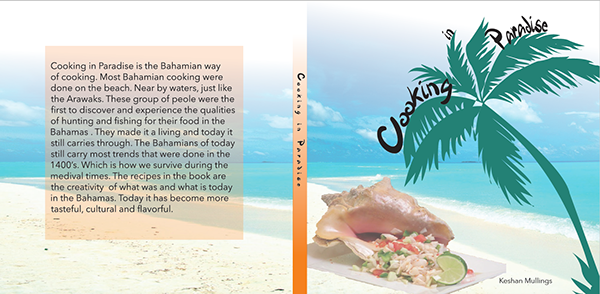 Cooking in Paradise is the Bahamian way
of cooking. Most Bahamian cooking were
done on the beach. Near by waters, just like
the Arawaks. These group of peole were the
first to discover and experience the qualities
of hunting and fishing for their food in the
Bahamas . They made it a living and today it
still carries through. The Bahamians of today
still carry most trends that were done in the
1400's. Which is how we survive during the
medival times. The recipes in the book are
the creativity of what was and what is today
in the Bahamas. Today it has become more
tasteful, cultural and flavorful.
Cooking in Paradise
Cooking in Paradise
Keshan Mullings